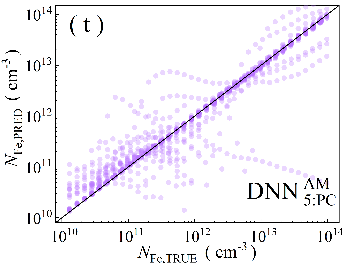 (t)
10^14
10^13
10^12
10^11
10^10
N_Fe,PRED ( cm^-3 )
DNN^AM_5:PC
10^10 10^11 10^12 10^13 10^14
N_Fe,TRUE ( cm^-3 )